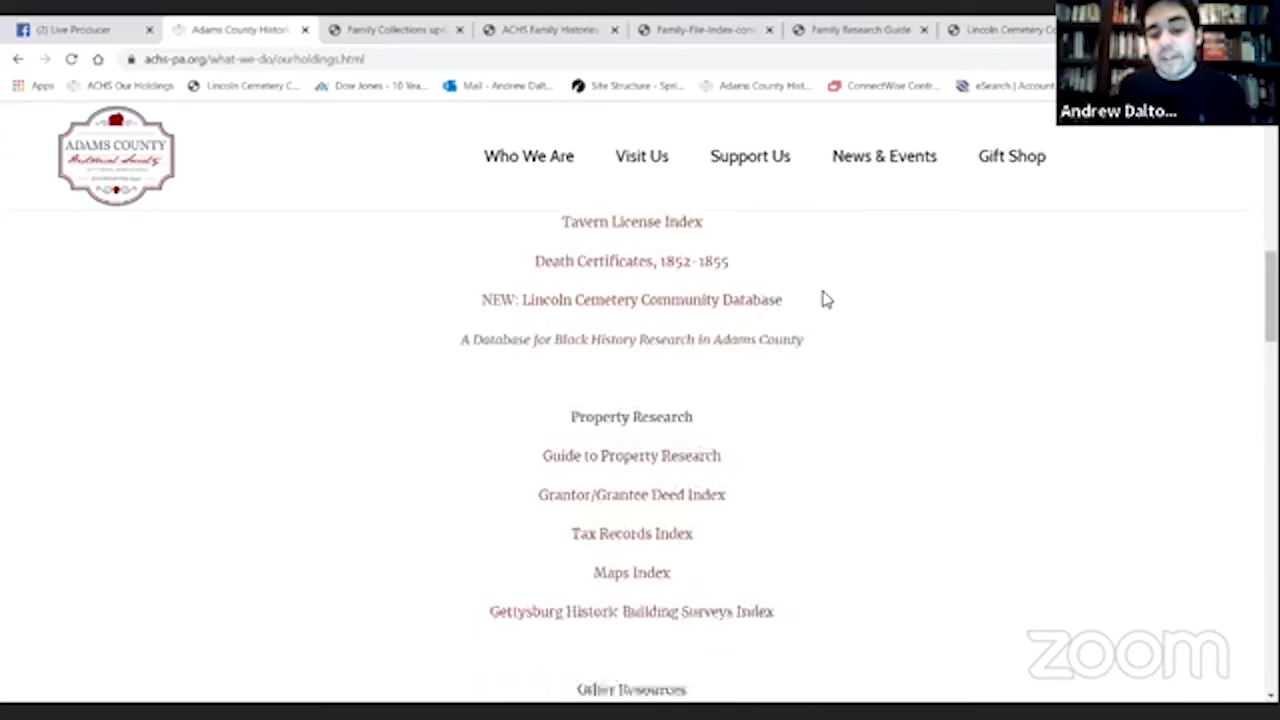 (2) Live Producer
Adams County Histori
Family Collections up
ACHS Family Histories
Family-File-Index-con
Family Research Guide
Lincoln Cemetery Co
achs-pa.org/what-we-do/ourholdings.html
Apps
ACHS Our Holdings
Lincoln Cemetery C...
Dow Jones - 10 Yea...
Mail - Andrew Dalt...
Site Structure - Spri...
Adams County Hist...
ConnectWise Contr...
eSearch | Account
Andrew Dalto...
ADAMS COUNTY
Historical Society
Who We Are
Visit Us
Support Us
News & Events
Gift Shop
Tavern License Index
Death Certificates, 1852-1855
NEW: Lincoln Cemetery Community Database
A Database for Black History Research in Adams County
Property Research
Guide to Property Research
Grantor/Grantee Deed Index
Tax Records Index
Maps Index
Gettysburg Historic Building Surveys Index
Other Resources
zoom